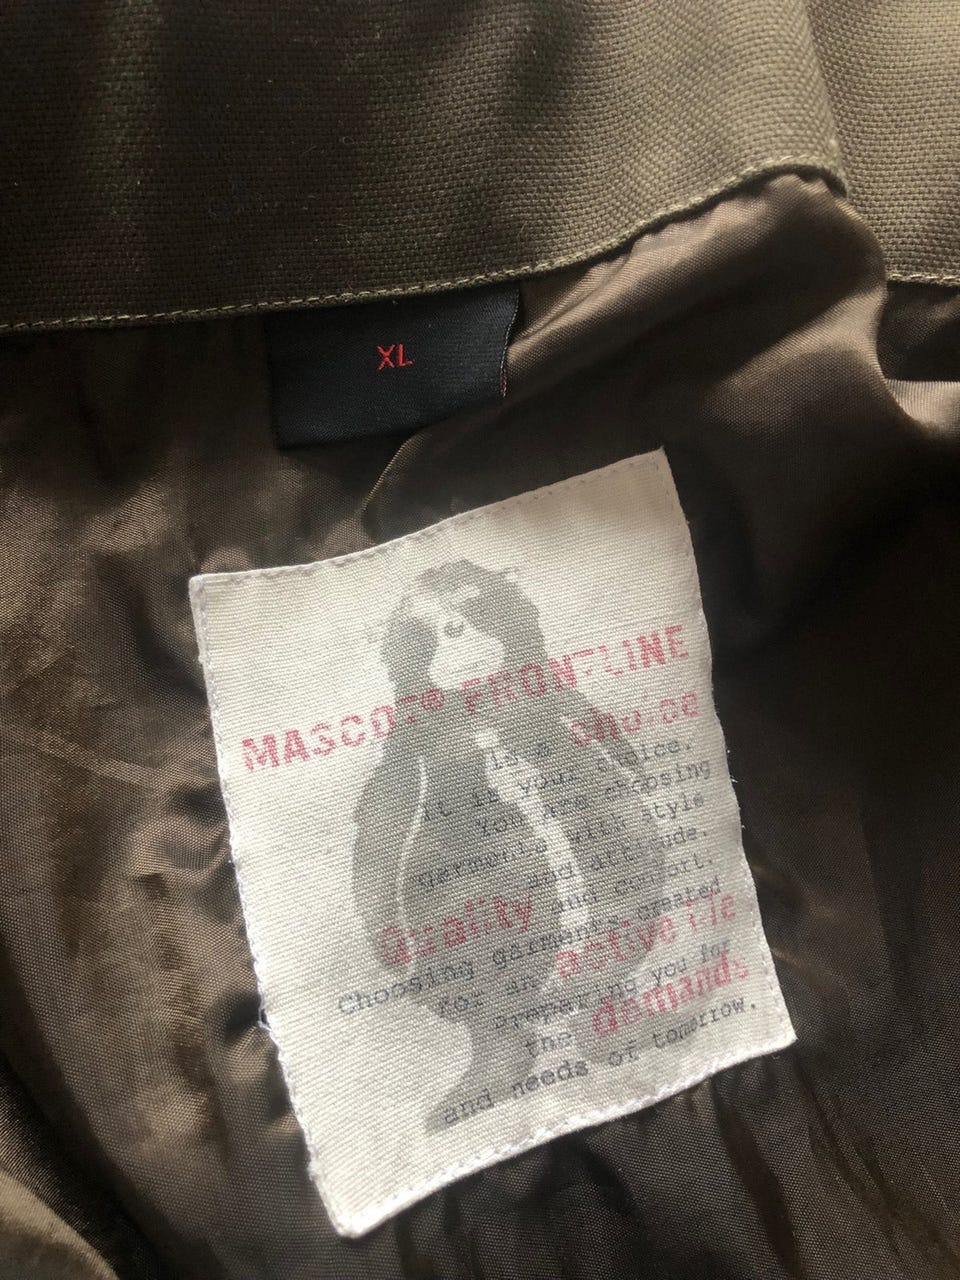 XL
MASCOT® FRONTLINE
is a choice
it is your choice.
You are choosing
garments with style
and attitude.
Quality and comfort.
Choosing garments created
for an active life
preparing you for
the demands
and needs of tomorrow.